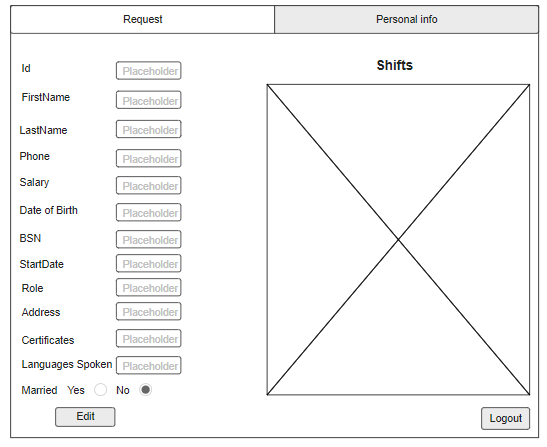 Request Personal info
Shifts
Id Placeholder
FirstName Placeholder
LastName Placeholder
Phone Placeholder
Salary Placeholder
Date of Birth Placeholder
BSN Placeholder
StartDate Placeholder
Role Placeholder
Address Placeholder
Certificates Placeholder
Languages Spoken Placeholder
Married Yes No
Edit
Logout